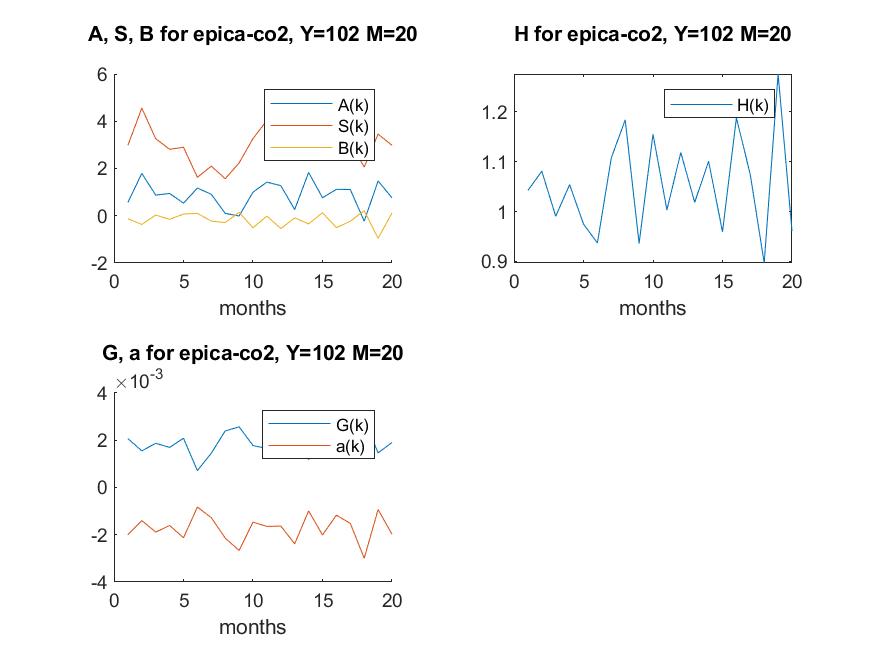 A, S, B for epica-co2, Y=102 M=20
6
4
2
0
-2
0 5 10 15 20
months
A(k)
S(k)
B(k)
H for epica-co2, Y=102 M=20
1.2
1.1
1
0.9
0 5 10 15 20
months
H(k)
G, a for epica-co2, Y=102 M=20
×10⁻³
4
2
0
-2
-4
0 5 10 15 20
months
G(k)
a(k)